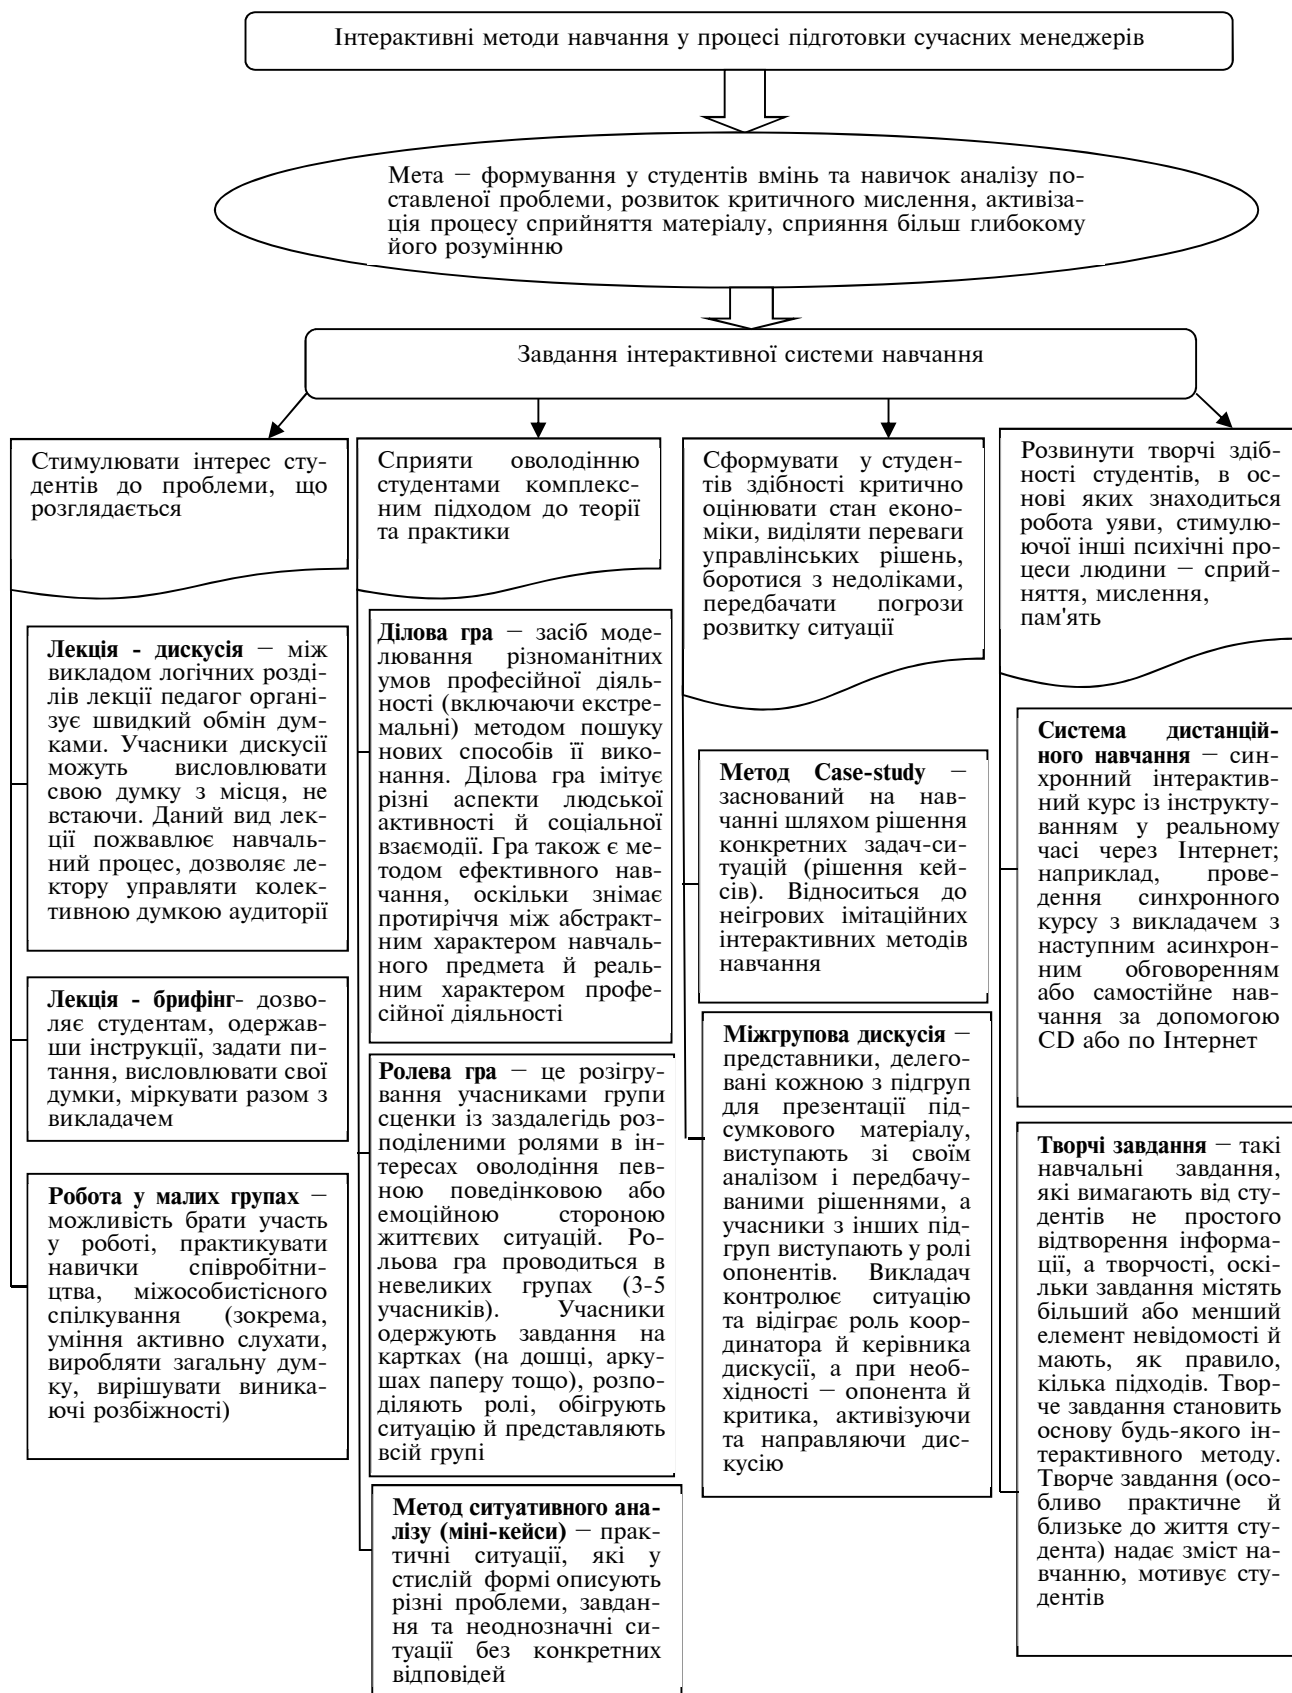 Інтерактивні методи навчання у процесі підготовки сучасних менеджерів
Мета — формування у студентів вмінь та навичок аналізу по-
ставленої проблеми, розвиток критичного мислення, активіза-
ція процесу сприйняття матеріалу, сприяння більш глибокому
його розумінню
Завдання інтерактивної системи навчання
Стимулювати інтерес сту-
дентів до проблеми, що
розглядається
Лекція - дискусія — між
викладом логічних розді-
лів лекції педагог органі-
зує швидкий обмін дум-
ками. Учасники дискусії
можуть висловлювати
свою думку з місця, не
встаючи. Даний вид лек-
ції пожвавлює навчаль-
ний процес, дозволяє ле-
ктору управляти колек-
тивною думкою аудиторії
Лекція - брифінг- дозво-
ляє студентам, одержав-
ши інструкції, задати пи-
тання, висловлювати свої
думки, міркувати разом з
викладачем
Робота у малих групах —
можливість брати участь
у роботі, практикувати
навички співробітни-
цтва, міжособистісного
спілкування (зокрема,
уміння активно слухати,
виробляти загальну дум-
ку, вирішувати виника-
ючі розбіжності)
Сприяти оволодінню
студентами комплекс-
ним підходом до теорії
та практики
Ділова гра — засіб моде-
лювання різноманітних
умов професійної діяль-
ності (включаючи екстре-
мальні) методом пошуку
нових способів її вико-
нання. Ділова гра імітує
різні аспекти людської
активності й соціальної
взаємодії. Гра також є ме-
тодом ефективного нав-
чання, оскільки знімає
протиріччя між абстракт-
ним характером навчаль-
ного предмета й реаль-
ним характером профе-
сійної діяльності
Ролева гра — це розігру-
вання учасниками групи
сценки із заздалегідь роз-
поділеними ролями в ін-
тересах оволодіння пев-
ною поведінковою або
емоційною стороною
життєвих ситуацій. Ро-
льова гра проводиться в
невеликих групах (3-5
учасників). Учасники
одержують завдання на
картках (на дошці, арку-
шах паперу тощо), розпо-
діляють ролі, обігрують
ситуацію й представляють
всій групі
Метод ситуативного ана-
лізу (міні-кейси) — прак-
тичні ситуації, які у
стислій формі описують
різні проблеми, завдан-
ня та неоднозначні си-
туації без конкретних
відповідей
Сформувати у студен-
тів здібності критично
оцінювати стан еконо-
міки, виділяти переваги
управлінських рішень,
боротися з недоліками,
передбачати погрози
розвитку ситуації
Метод Case-study —
заснований на нав-
чанні шляхом рішення
конкретних задач-си-
туацій (рішення кей-
сів). Відноситься до
неігрових імітаційних
інтерактивних методів
навчання
Міжгрупова дискусія —
представники, делего-
вані кожною з підгруп
для презентації під-
сумкового матеріалу,
виступають зі своїм
аналізом і передбачу-
ваними рішеннями, а
учасники з інших під-
груп виступають у ролі
опонентів. Викладач
контролює ситуацію
та відіграє роль коор-
динатора й керівника
дискусії, а при необ-
хідності — опонента й
критика, активізуючи
та направляючи дис-
кусію
Розвинути творчі здіб-
ності студентів, в ос-
нові яких знаходиться
робота уяви, стимулю-
ючої інші психічні про-
цеси людини — сприй-
няття, мислення,
пам'ять
Система дистанцій-
ного навчання — син-
хронний інтерактив-
ний курс із інструкту-
ванням у реальному
часі через Інтернет;
наприклад, прове-
дення синхронного
курсу з викладачем з
наступним асинхрон-
ним обговоренням
або самостійне нав-
чання за допомогою
CD або по Інтернет
Творчі завдання — такі
навчальні завдання,
які вимагають від сту-
дентів не простого
відтворення інформа-
ції, а творчості, оскі-
льки завдання містять
більший або менший
елемент невідомості й
мають, як правило,
кілька підходів. Твор-
че завдання становить
основу будь-якого ін-
терактивного методу.
Творче завдання (осо-
бливо практичне й
близьке до життя сту-
дента) надає зміст на-
вчанню, мотивує сту-
дентів